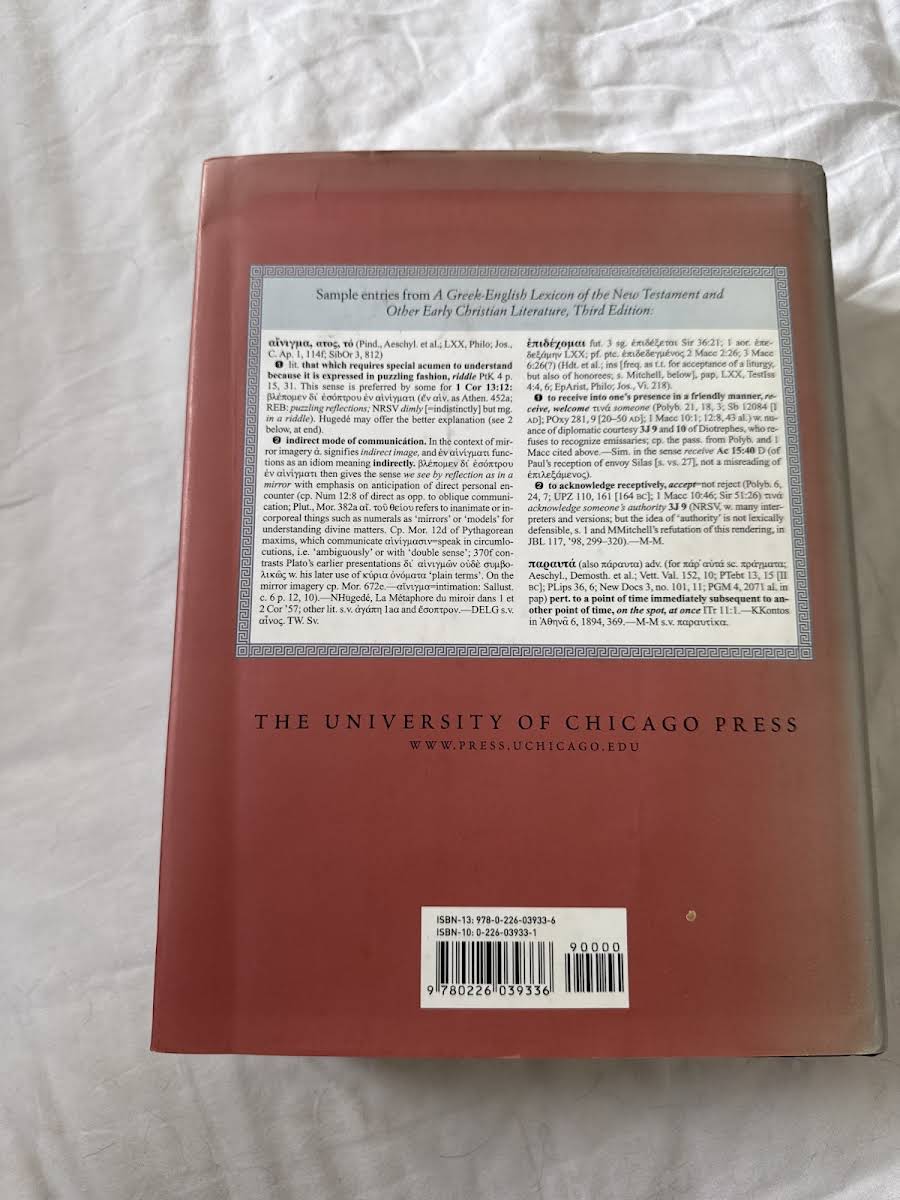 Sample entries from A Greek-English Lexicon of the New Testament and
Other Early Christian Literature, Third Edition:
αἴνιγμα, ατος, τό (Pind., Aeschyl. et al.; LXX, Philo; Jos.,
C. Ap. 1, 114f; SibOr 3, 812)
❶ lit. that which requires special acumen to understand
because it is expressed in puzzling fashion, riddle PtK 4 p.
15, 31. This sense is preferred by some for 1 Cor 13:12:
βλέπομεν δι᾽ ἐσόπτρου ἐν αἰνίγματι (ἐν αἰν. as Athen. 452a;
REB: puzzling reflections; NRSV dimly [=indistinctly] but mg.
in a riddle). Hugedé may offer the better explanation (see 2
below, at end).
❷ indirect mode of communication. In the context of mir-
ror imagery ἀ. signifies indirect image, and ἐν αἰνίγματι func-
tions as an idiom meaning indirectly. βλέπομεν δι᾽ ἐσόπτρου
ἐν αἰνίγματι then gives the sense we see by reflection as in a
mirror with emphasis on anticipation of direct personal en-
counter (cp. Num 12:8 of direct as opp. to oblique communi-
cation; Plut., Mor. 382a αἰ. τοῦ θείου refers to inanimate or in-
corporeal things such as numerals as ‘mirrors’ or ‘models’ for
understanding divine matters. Cp. Mor. 12d of Pythagorean
maxims, which communicate αἰνίγμασιν=speak in circumlo-
cutions, i.e. ‘ambiguously’ or with ‘double sense’; 370f con-
trasts Plato’s earlier presentations δι᾽ αἰνιγμῶν οὐδὲ συμβο-
λικῶς w. his later use of κύρια ὀνόματα ‘plain terms’. On the
mirror imagery cp. Mor. 672e.—αἴνιγμα=intimation: Sallust.
c. 6 p. 12, 10).—NHugedé, La Métaphore du miroir dans 1 et
2 Cor ’57; other lit. s.v. ἀγάπη 1aα and ἔσοπτρον.—DELG s.v.
αἶνος. TW. Sv.
ἐπιδέχομαι fut. 3 sg. ἐπιδέξεται Sir 36:21; 1 aor. ἐπε-
δεξάμην LXX; pf. ptc. ἐπιδεδεγμένος 2 Macc 2:26; 3 Macc
6:26(?) (Hdt. et al.; ins [freq. as t.t. for acceptance of a liturgy,
but also of honorees; s. Mitchell, below], pap, LXX, TestIss
4:4, 6; EpArist, Philo; Jos., Vi. 218).
❶ to receive into one’s presence in a friendly manner, re-
ceive, welcome τινά someone (Polyb. 21, 18, 3; Sb 12084 [I
AD]; POxy 281, 9 [20–50 AD]; 1 Macc 10:1; 12:8, 43 al.) w. nu-
ance of diplomatic courtesy 3J 9 and 10 of Diotrephes, who re-
fuses to recognize emissaries; cp. the pass. from Polyb. and 1
Macc cited above.—Sim. in the sense receive Ac 15:40 D (of
Paul’s reception of envoy Silas [s. vs. 27], not a misreading of
ἐπιλεξάμενος).
❷ to acknowledge receptively, accept=not reject (Polyb. 6,
24, 7; UPZ 110, 161 [164 BC]; 1 Macc 10:46; Sir 51:26) τινά
acknowledge someone’s authority 3J 9 (NRSV, w. many inter-
preters and versions; but the idea of ‘authority’ is not lexically
defensible, s. 1 and MMitchell’s refutation of this rendering, in
JBL 117, ’98, 299–320).—M-M.
παραυτά (also πάραυτα) adv. (for παρ᾽ αὐτά sc. πράγματα;
Aeschyl., Demosth. et al.; Vett. Val. 152, 10; PTebt 13, 15 [II
BC]; PLips 36, 6; New Docs 3, no. 101, 11; PGM 4, 2071 al. in
pap) pert. to a point of time immediately subsequent to an-
other point of time, on the spot, at once ITr 11:1.—KKontos
in Ἀθηνᾶ 6, 1894, 369.—M-M s.v. παραυτίκα.
THE UNIVERSITY OF CHICAGO PRESS
WWW.PRESS.UCHICAGO.EDU
ISBN-13: 978-0-226-03933-6
ISBN-10: 0-226-03933-1
90000
9 780226 039336